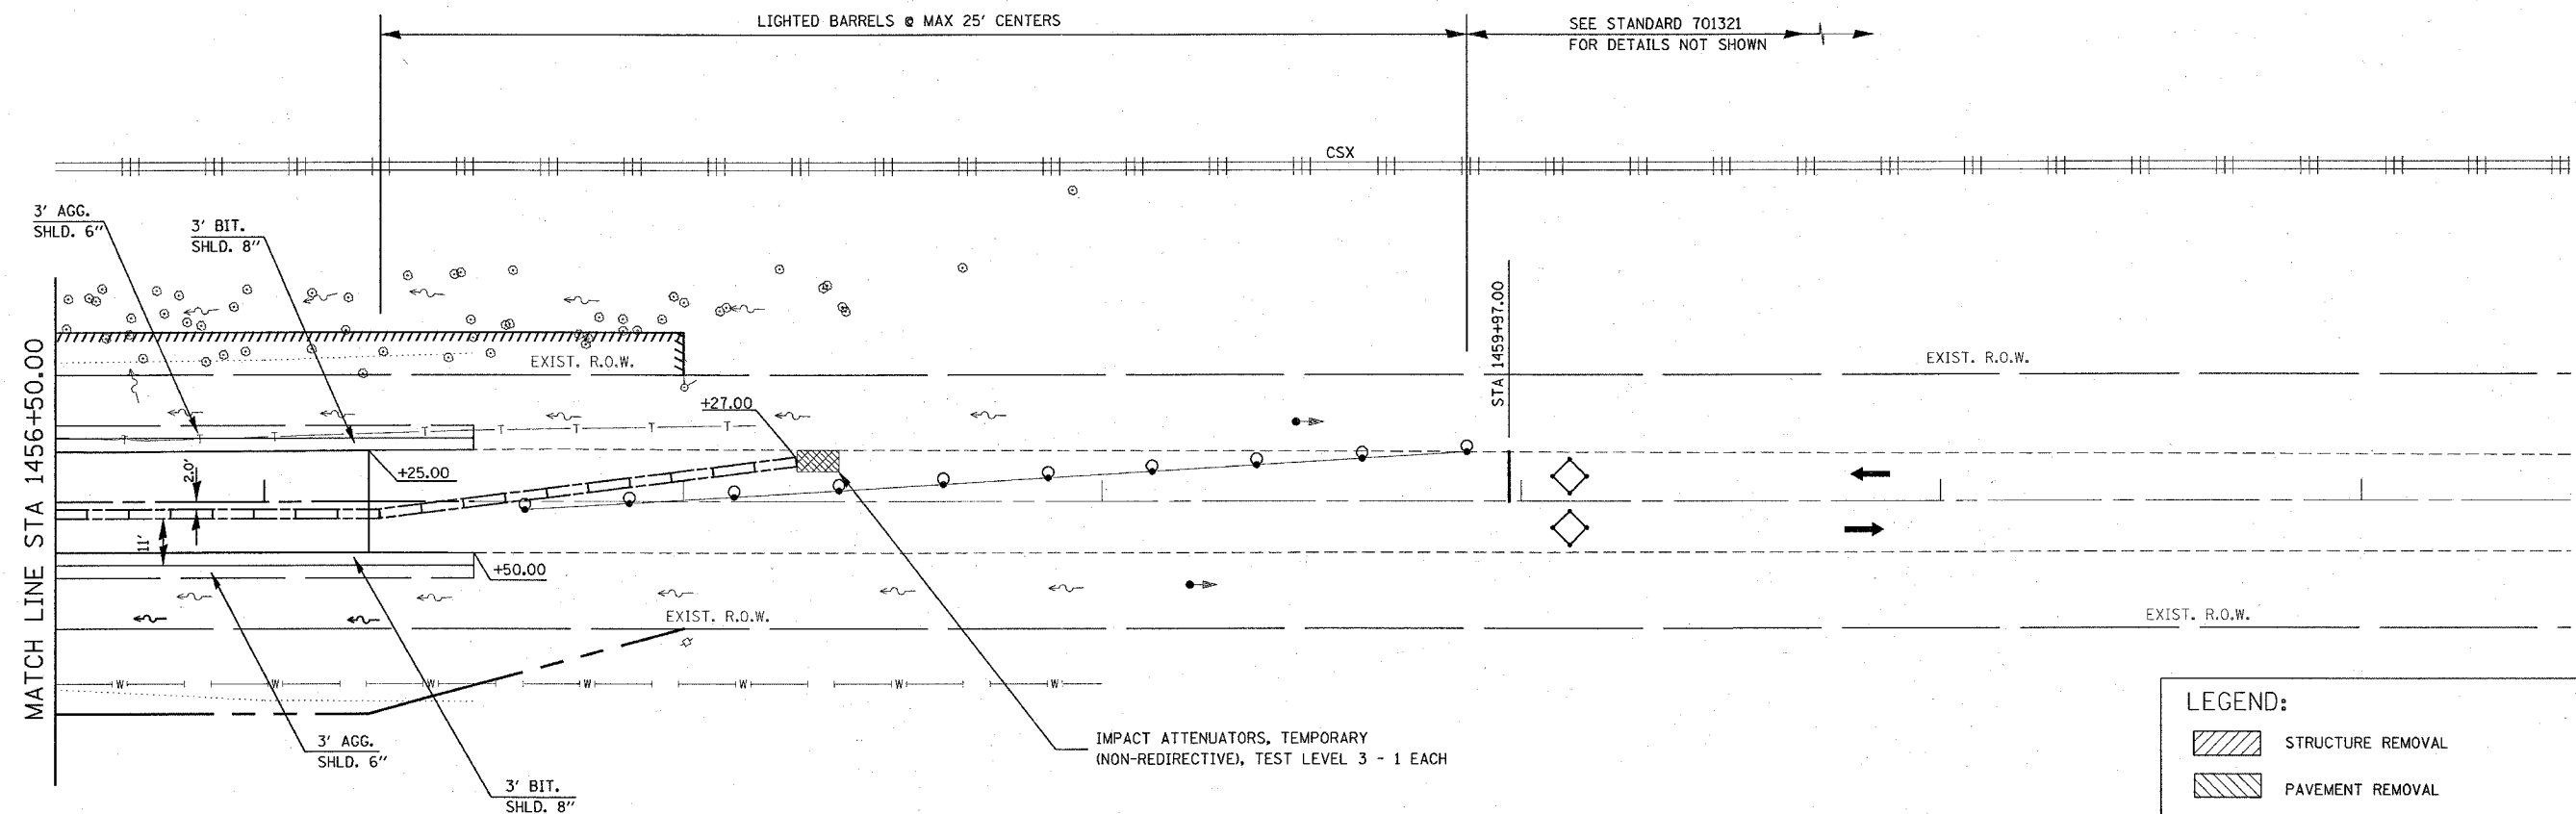 LIGHTED BARRELS @ MAX 25' CENTERS
SEE STANDARD 701321
FOR DETAILS NOT SHOWN
CSX
3' AGG.
SHLD. 6"
3' BIT.
SHLD. 8"
MATCH LINE STA 1456+50.00
EXIST. R.O.W.
STA 1459+97.00
EXIST. R.O.W.
+27.00
T T T T T T T T
+25.00
2.0'
11'
+50.00
EXIST. R.O.W.
EXIST. R.O.W.
W W W W W W W
3' AGG.
SHLD. 6"
3' BIT.
SHLD. 8"
IMPACT ATTENUATORS, TEMPORARY
(NON-REDIRECTIVE), TEST LEVEL 3 - 1 EACH
LEGEND:
STRUCTURE REMOVAL
PAVEMENT REMOVAL